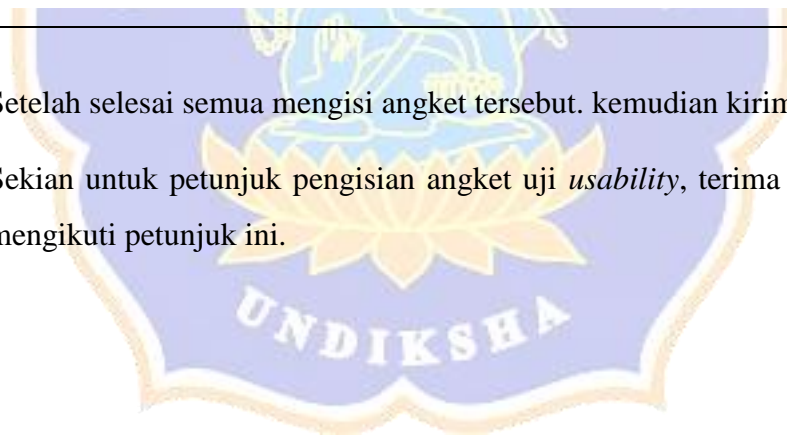 Setelah selesai semua mengisi angket tersebut. kemudian kirim
Sekian untuk petunjuk pengisian angket uji usability, terima
mengikuti petunjuk ini.
UNDIKSHA